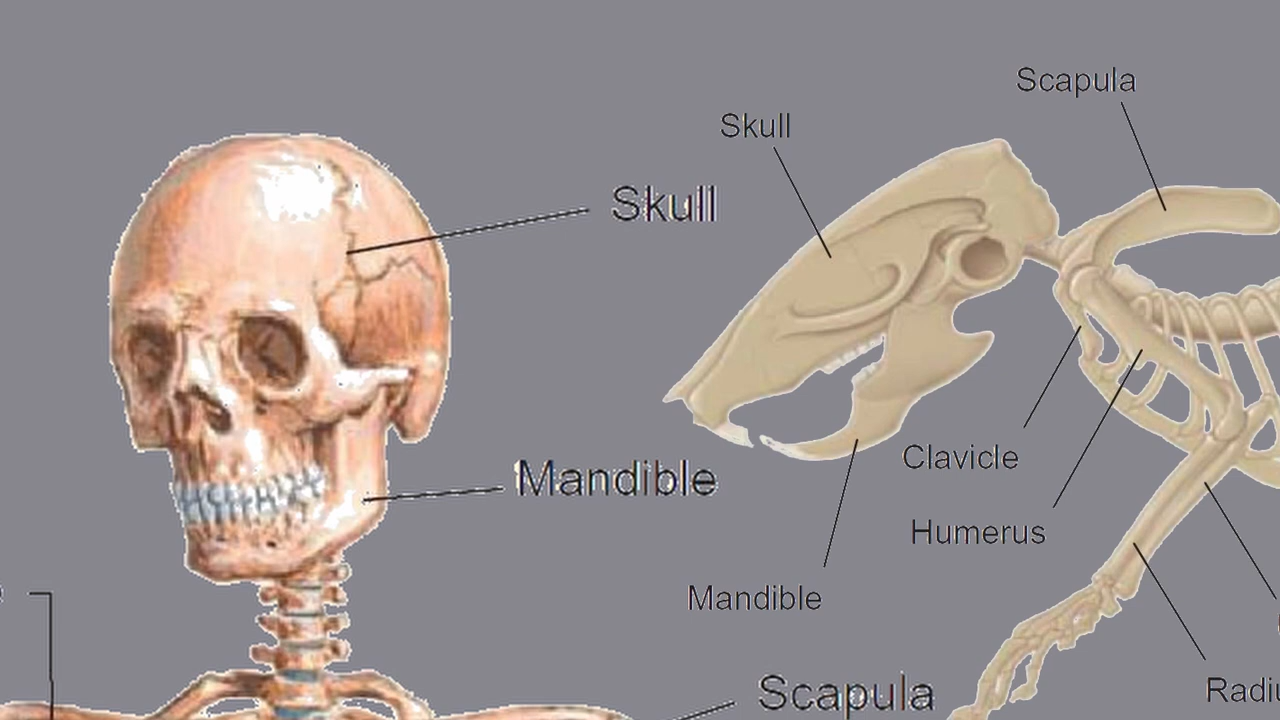 Scapula
Skull
Skull
Clavicle
Mandible
Humerus
Mandible
Scapula